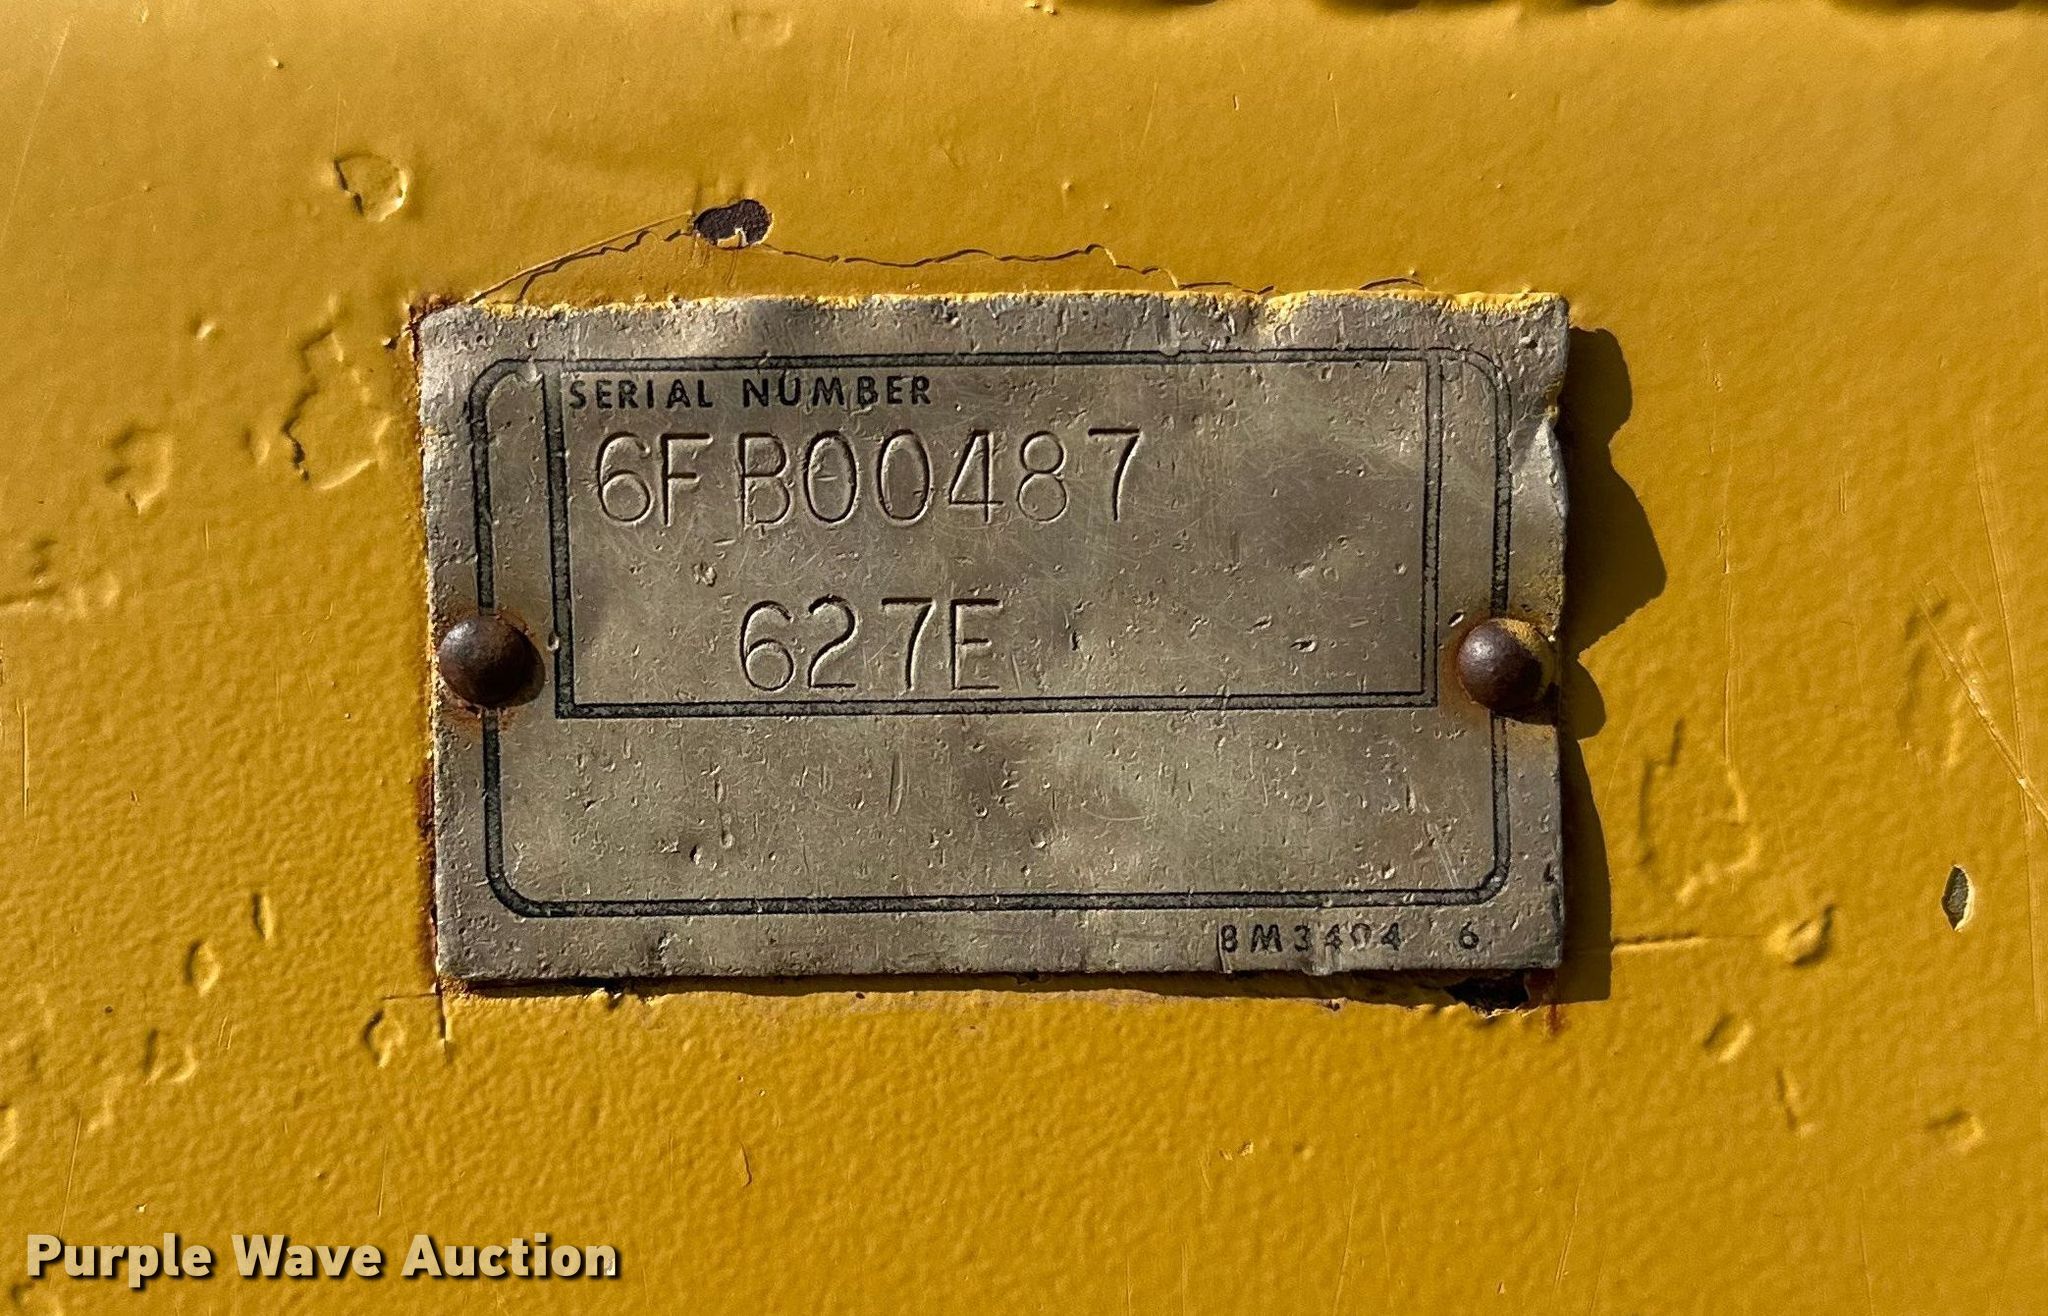 SERIAL NUMBER
6FB00487
627E
8M3404 6
Purple Wave Auction